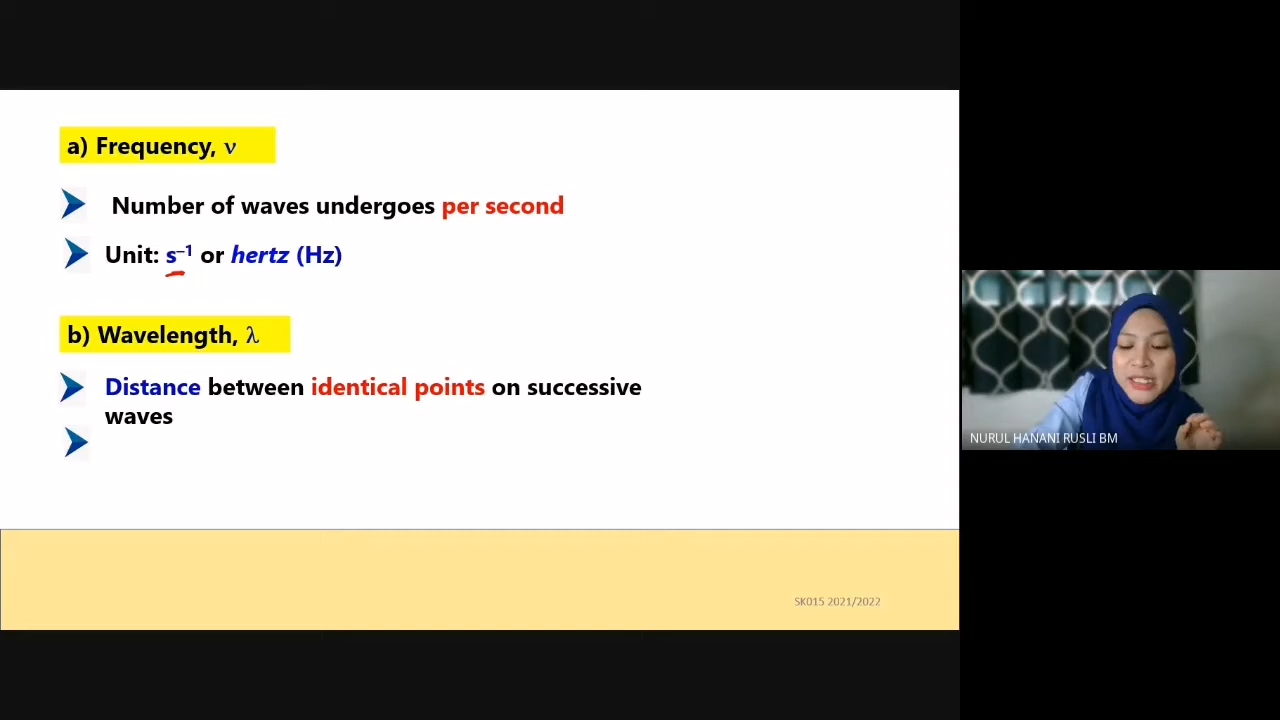 a) Frequency, ν
Number of waves undergoes per second
Unit: s⁻¹ or hertz (Hz)
b) Wavelength, λ
Distance between identical points on successive
waves
NURUL HANANI RUSLI BM
SK015 2021/2022